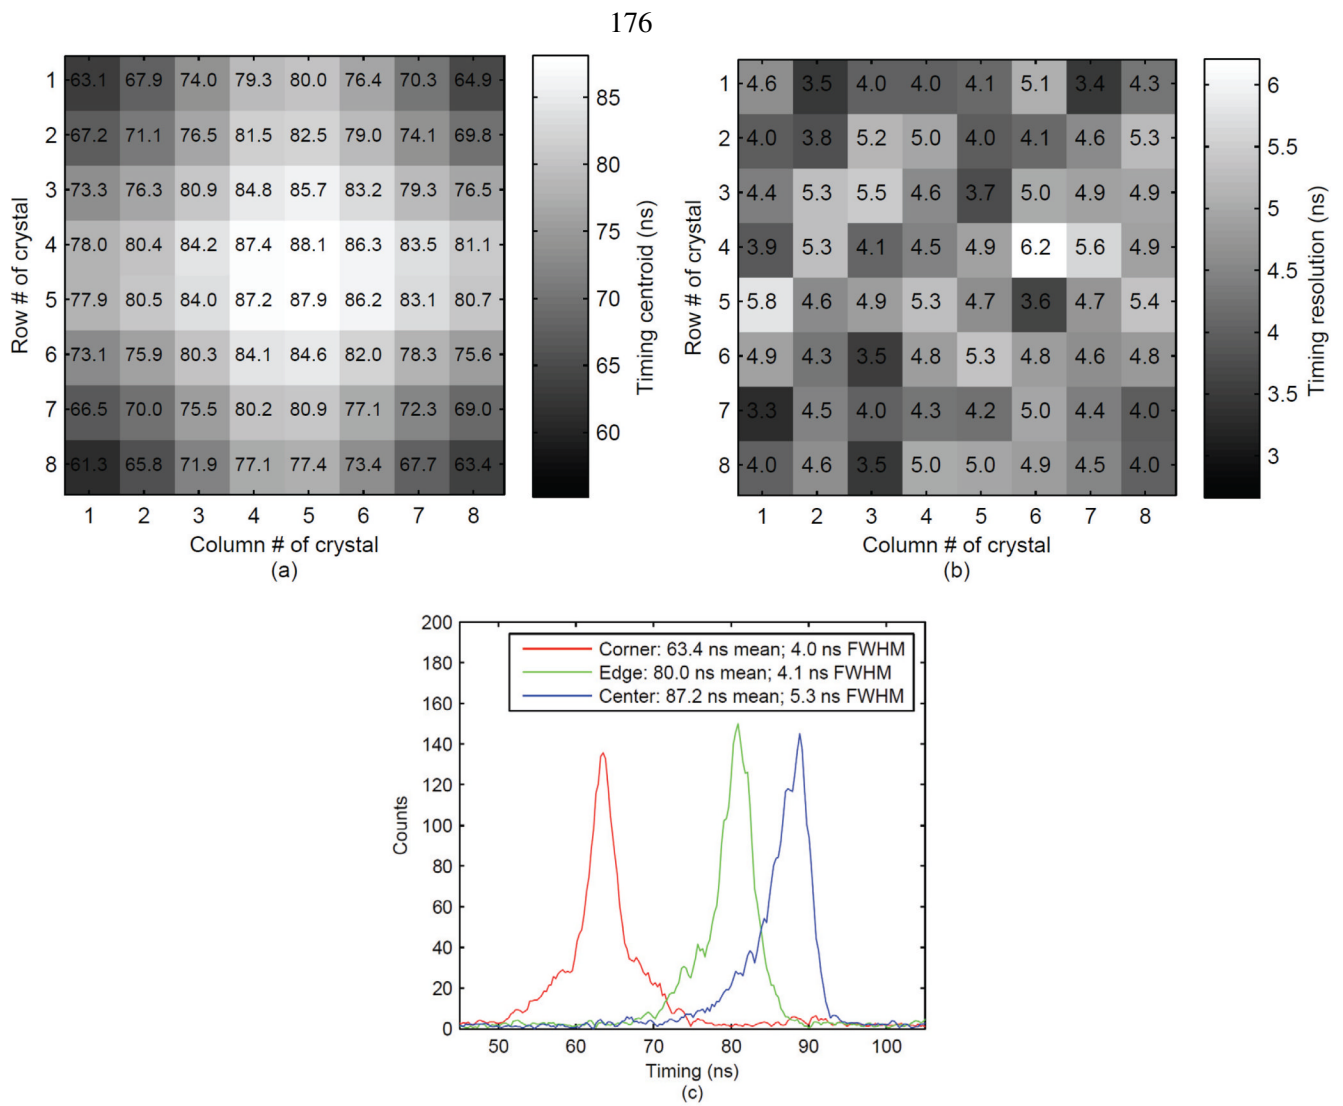 176
1 63.1 67.9 74.0 79.3 80.0 76.4 70.3 64.9
2 67.2 71.1 76.5 81.5 82.5 79.0 74.1 69.8
3 73.3 76.3 80.9 84.8 85.7 83.2 79.3 76.5
4 78.0 80.4 84.2 87.4 88.1 86.3 83.5 81.1
5 77.9 80.5 84.0 87.2 87.9 86.2 83.1 80.7
6 73.1 75.9 80.3 84.1 84.6 82.0 78.3 75.6
7 66.5 70.0 75.5 80.2 80.9 77.1 72.3 69.0
8 61.3 65.8 71.9 77.1 77.4 73.4 67.7 63.4
1 2 3 4 5 6 7 8
Row # of crystal
Column # of crystal
(a)
85
80
75
70
65
60
Timing centroid (ns)
1 4.6 3.5 4.0 4.0 4.1 5.1 3.4 4.3
2 4.0 3.8 5.2 5.0 4.0 4.1 4.6 5.3
3 4.4 5.3 5.5 4.6 3.7 5.0 4.9 4.9
4 3.9 5.3 4.1 4.5 4.9 6.2 5.6 4.9
5 5.8 4.6 4.9 5.3 4.7 3.6 4.7 5.4
6 4.9 4.3 3.5 4.8 5.3 4.8 4.6 4.8
7 3.3 4.5 4.0 4.3 4.2 5.0 4.4 4.0
8 4.0 4.6 3.5 5.0 5.0 4.9 4.5 4.0
1 2 3 4 5 6 7 8
Row # of crystal
Column # of crystal
(b)
6
5.5
5
4.5
4
3.5
3
Timing resolution (ns)
200
180
160
140
120
100
80
60
40
20
0
Counts
Corner: 63.4 ns mean; 4.0 ns FWHM
Edge: 80.0 ns mean; 4.1 ns FWHM
Center: 87.2 ns mean; 5.3 ns FWHM
50 60 70 80 90 100
Timing (ns)
(c)